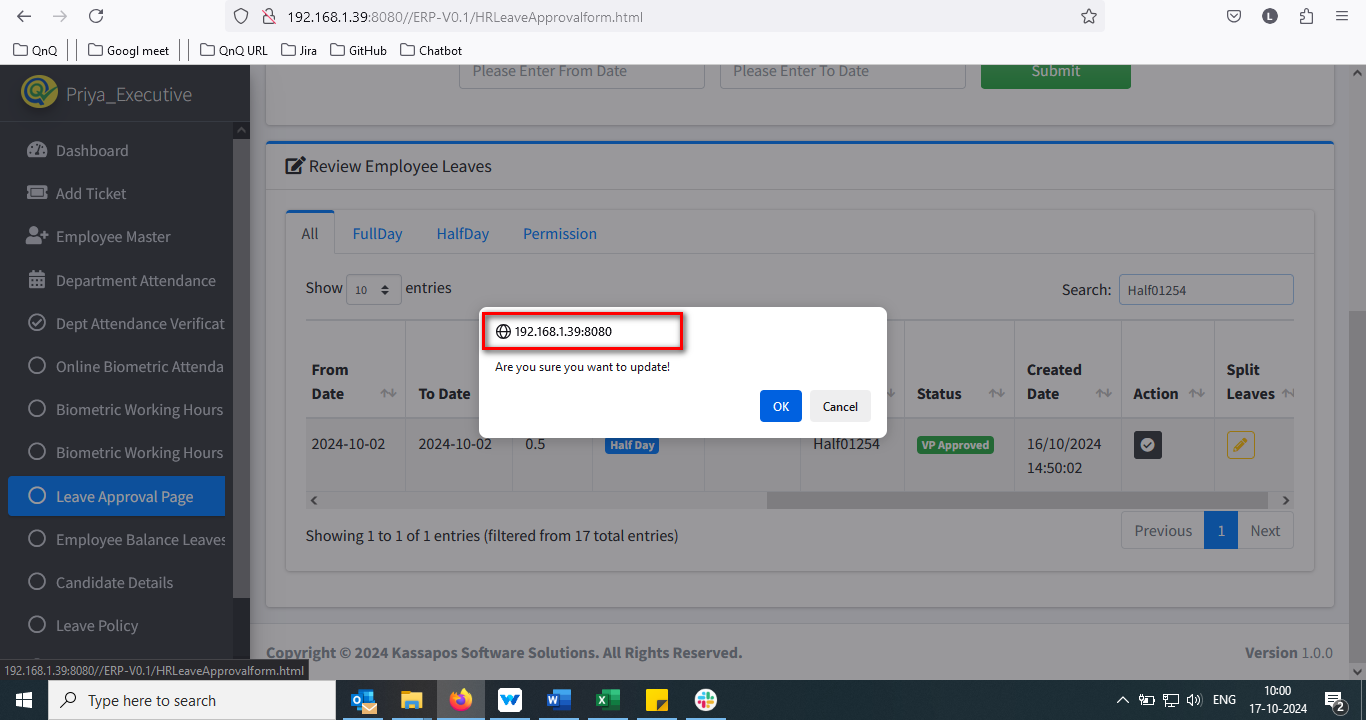 192.168.1.39:8080//ERP-V0.1/HRLeaveApprovalform.html
L
QnQ
Googl meet
QnQ URL
Jira
GitHub
Chatbot
Priya_Executive
Dashboard
Add Ticket
Employee Master
Department Attendance
Dept Attendance Verificat
Online Biometric Attenda
Biometric Working Hours
Biometric Working Hours
Leave Approval Page
Employee Balance Leaves
Candidate Details
Leave Policy
Please Enter From Date
Please Enter To Date
Submit
Review Employee Leaves
All
FullDay
HalfDay
Permission
Show 10 entries
Search: Half01254
From Date
To Date
Status
Created Date
Action
Split Leaves
2024-10-02
2024-10-02
0.5
Half Day
Half01254
VP Approved
16/10/2024
14:50:02
Showing 1 to 1 of 1 entries (filtered from 17 total entries)
Previous
1
Next
192.168.1.39:8080
Are you sure you want to update!
OK
Cancel
Copyright © 2024 Kassapos Software Solutions. All Rights Reserved.
Version 1.0.0
192.168.1.39:8080//ERP-V0.1/HRLeaveApprovalform.html
Type here to search
ENG
10:00
17-10-2024
2